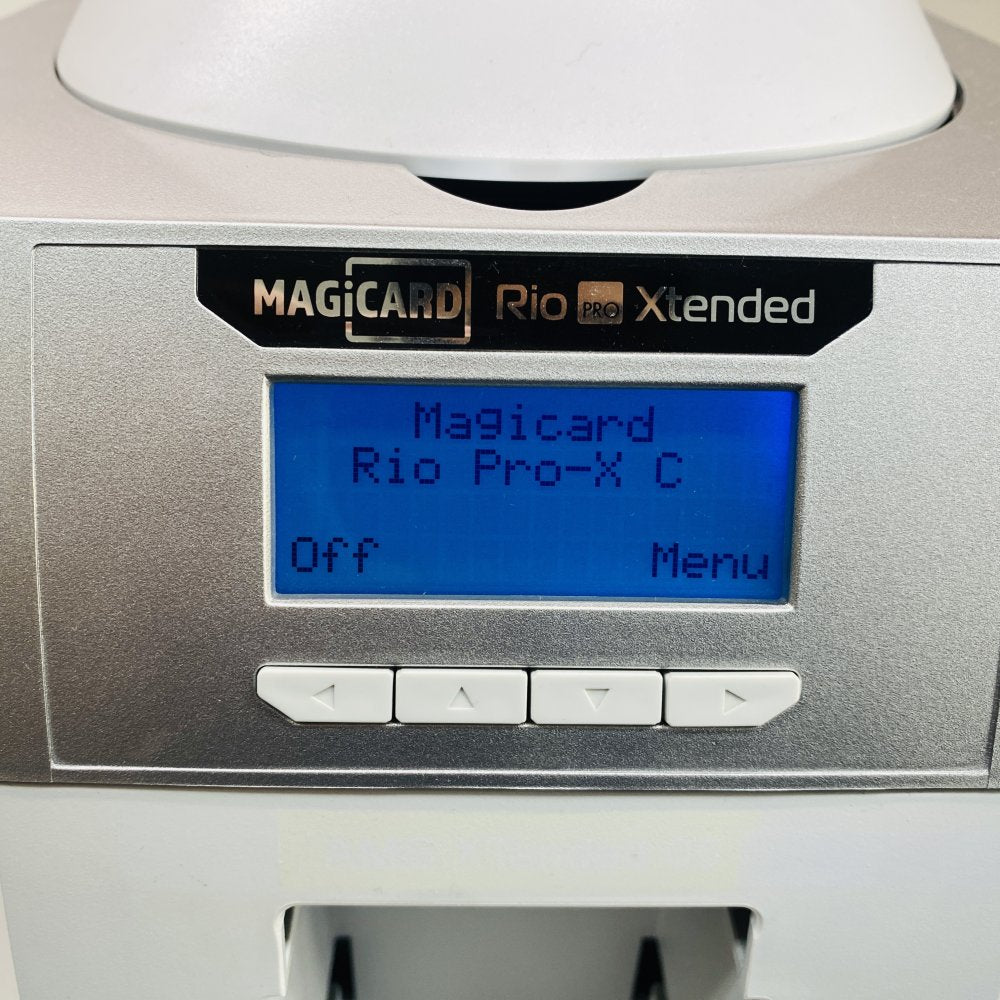 MAGiCARD Rio PRO Xtended
Magicard
Rio Pro-X C
Off Menu